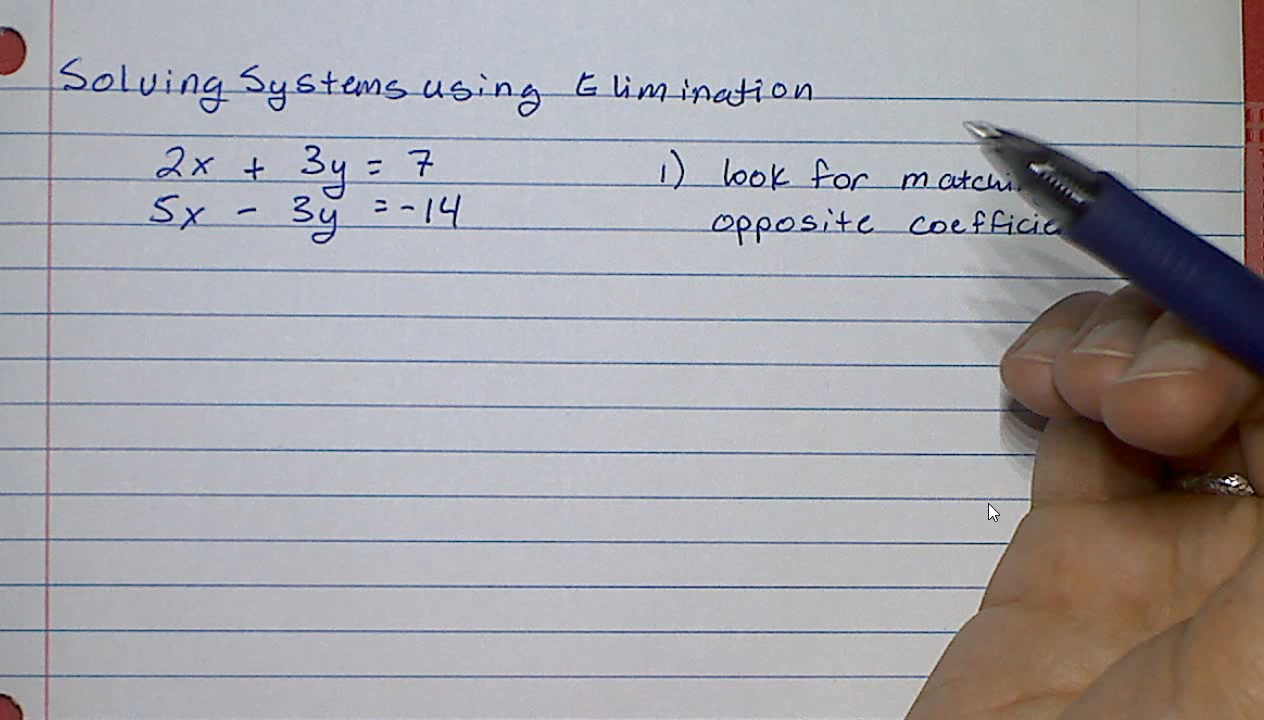 Solving Systems using Elimination
2x + 3y = 7
5x - 3y = -14
1) look for
opposite